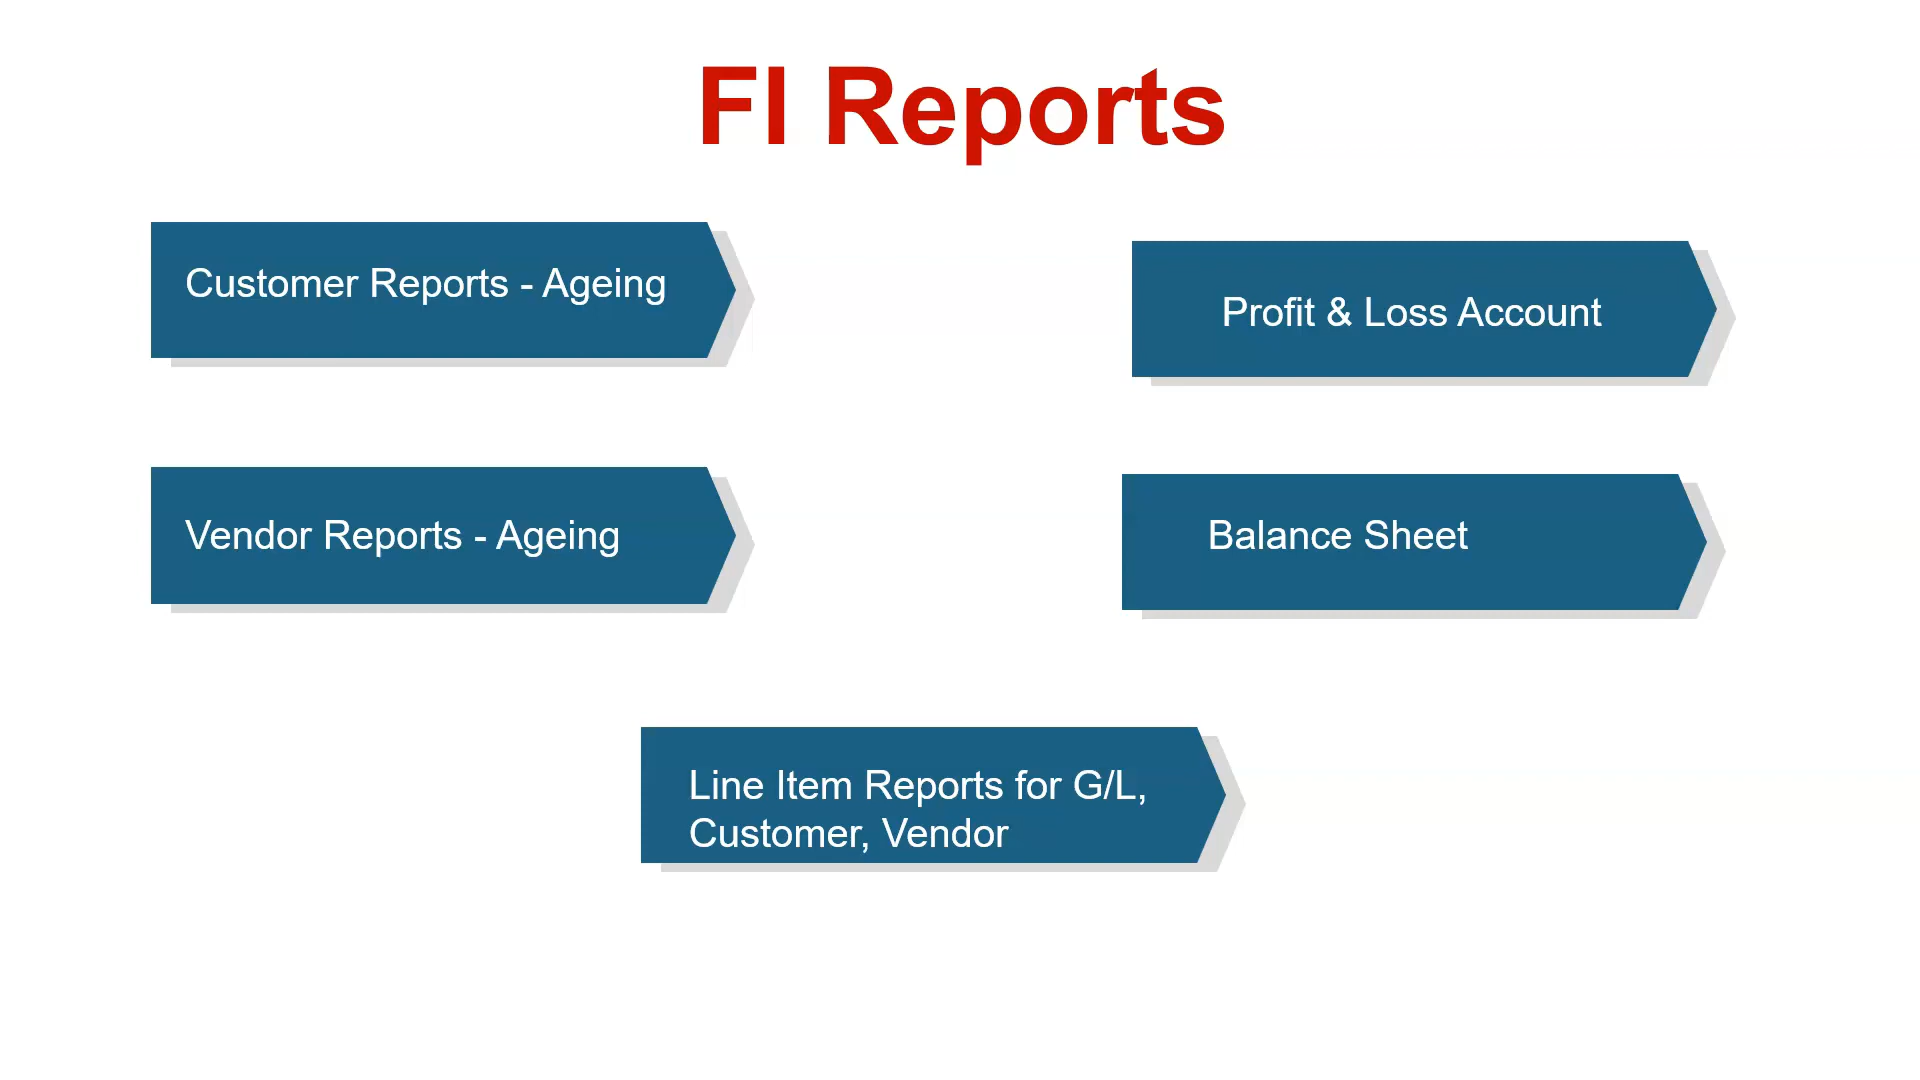 FI Reports
Customer Reports - Ageing
Profit & Loss Account
Vendor Reports - Ageing
Balance Sheet
Line Item Reports for G/L,
Customer, Vendor